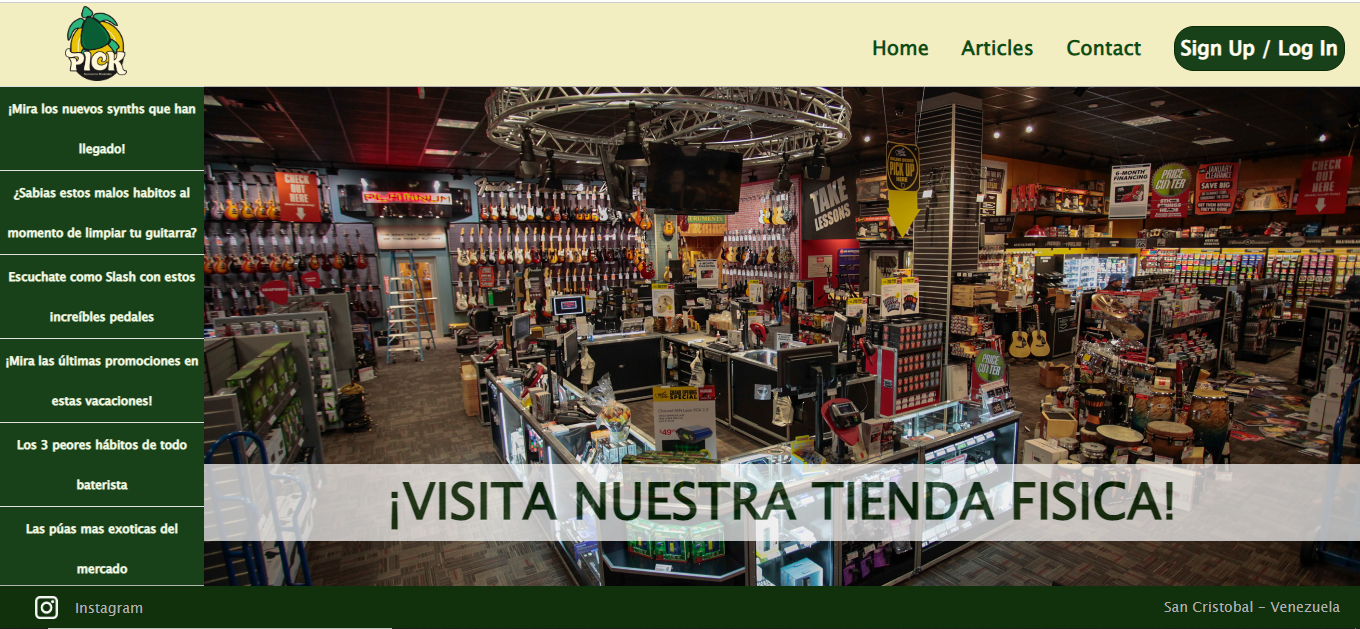 PICK
Home Articles Contact Sign Up / Log In
¡Mira los nuevos synths que han
llegado!
¿Sabias estos malos habitos al
momento de limpiar tu guitarra?
Escuchate como Slash con estos
increíbles pedales
¡Mira las últimas promociones en
estas vacaciones!
Los 3 peores hábitos de todo
baterista
Las púas mas exoticas del
mercado
CHECK
OUT
HERE
PLATINUM
TAKE
LESSONS
PICK UP
6-MONTH
FINANCING
PRICE
CUTTER
JANUARY
CLEARANCE
SAVE BIG
CHECK
OUT
HERE
PRICE
CUTTER
SPECIAL
¡VISITA NUESTRA TIENDA FISICA!
Instagram
San Cristobal - Venezuela